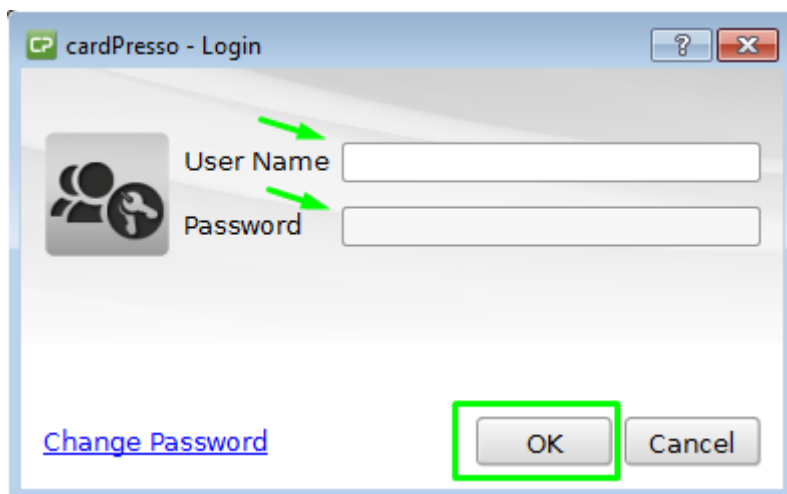 CP cardPresso - Login
?
User Name
Password
Change Password
OK
Cancel